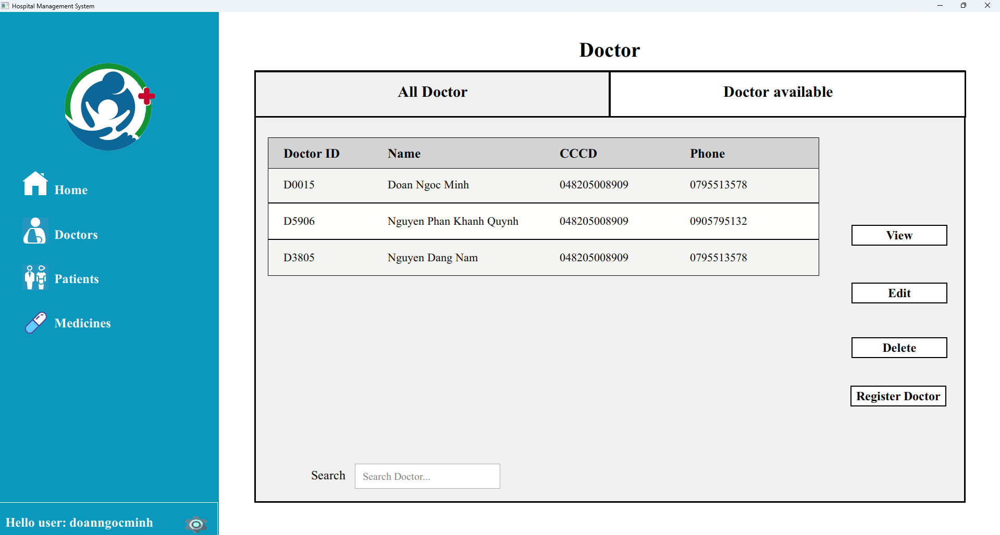 Hospital Management System
Doctor
All Doctor
Doctor available
Doctor ID Name CCCD Phone
D0015 Doan Ngoc Minh 048205008909 0795513578
D5906 Nguyen Phan Khanh Quynh 048205008909 0905795132
D3805 Nguyen Dang Nam 048205008909 0795513578
View
Edit
Delete
Register Doctor
Search Search Doctor...
Home
Doctors
Patients
Medicines
Hello user: doanngocminh